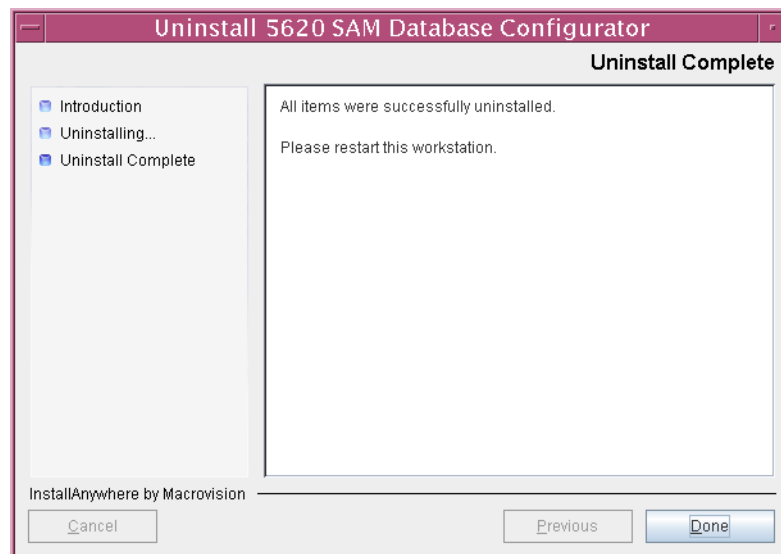 Uninstall 5620 SAM Database Configurator
Uninstall Complete
Introduction
Uninstalling...
Uninstall Complete
All items were successfully uninstalled.
Please restart this workstation.
InstallAnywhere by Macrovision
Cancel
Previous
Done